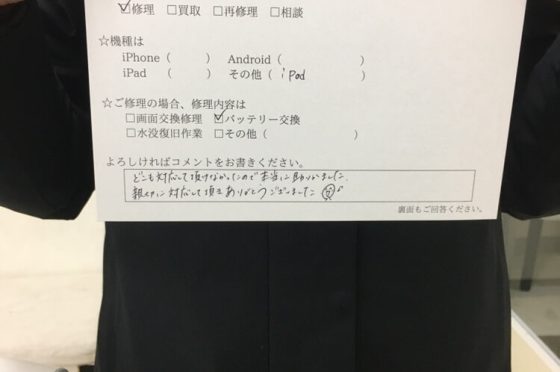 ☑修理 □買取 □再修理 □相談
☆機種は
iPhone（　　　） Android（　　　　　　）
iPad （　　　） その他（ iPod　　　　）
☆ご修理の場合、修理内容は
□画面交換修理 ☑バッテリー交換
□水没復旧作業 □その他（　　　　　　）
よろしければコメントをお書きください。
どこも対応して頂けなかったので本当に助かりました。
親切に対応して頂きありがとうございました
裏面もご回答ください。